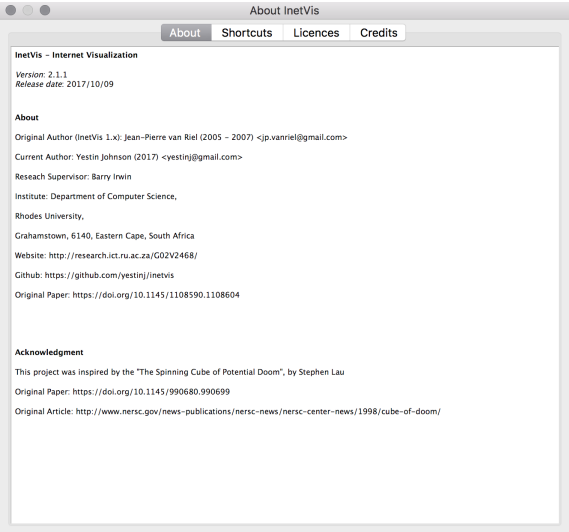 About InetVis
About Shortcuts Licences Credits
InetVis - Internet Visualization
Version: 2.1.1
Release date: 2017/10/09
About
Original Author (InetVis 1.x): Jean-Pierre van Riel (2005 - 2007) <jp.vanriel@gmail.com>
Current Author: Yestin Johnson (2017) <yestinj@gmail.com>
Reseach Supervisor: Barry Irwin
Institute: Department of Computer Science,
Rhodes University,
Grahamstown, 6140, Eastern Cape, South Africa
Website: http://research.ict.ru.ac.za/G02V2468/
Github: https://github.com/yestinj/inetvis
Original Paper: https://doi.org/10.1145/1108590.1108604
Acknowledgment
This project was inspired by the "The Spinning Cube of Potential Doom", by Stephen Lau
Original Paper: https://doi.org/10.1145/990680.990699
Original Article: http://www.nersc.gov/news-publications/nersc-news/nersc-center-news/1998/cube-of-doom/